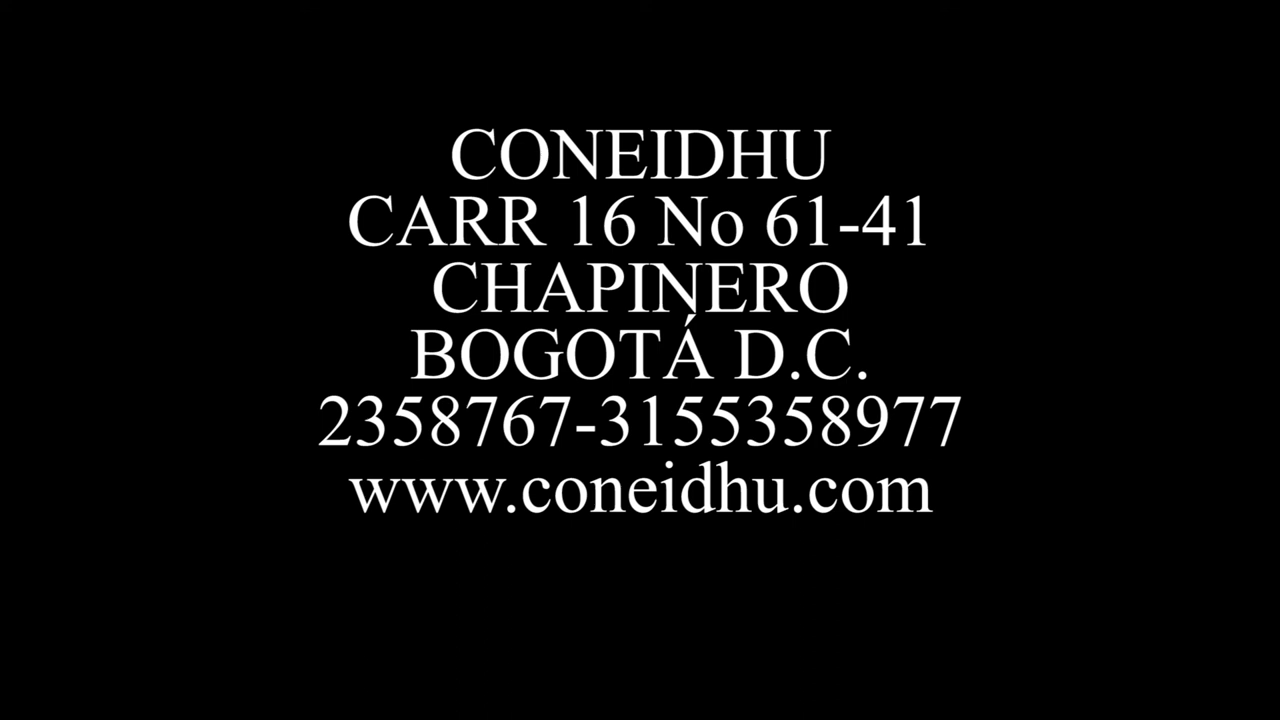 CONEIDHU
CARR 16 No 61-41
CHAPINERO
BOGOTÁ D.C.
2358767-3155358977
www.coneidhu.com